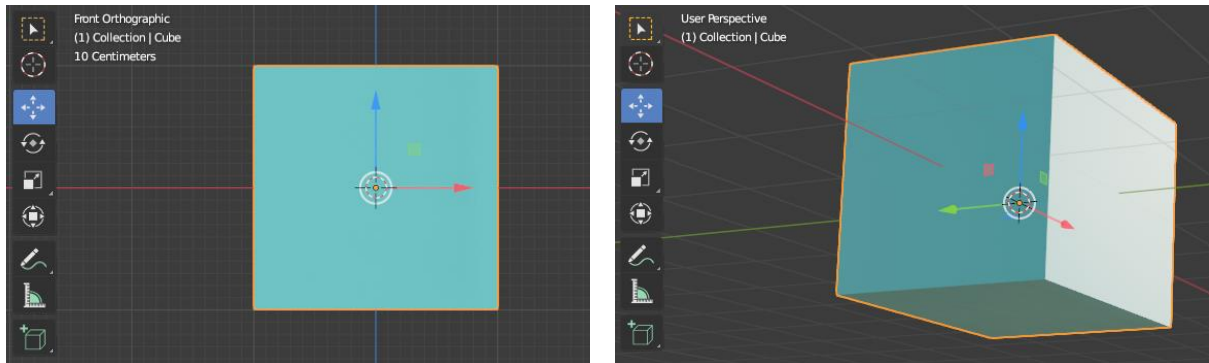 Front Orthographic
(1) Collection | Cube
10 Centimeters
User Perspective
(1) Collection | Cube